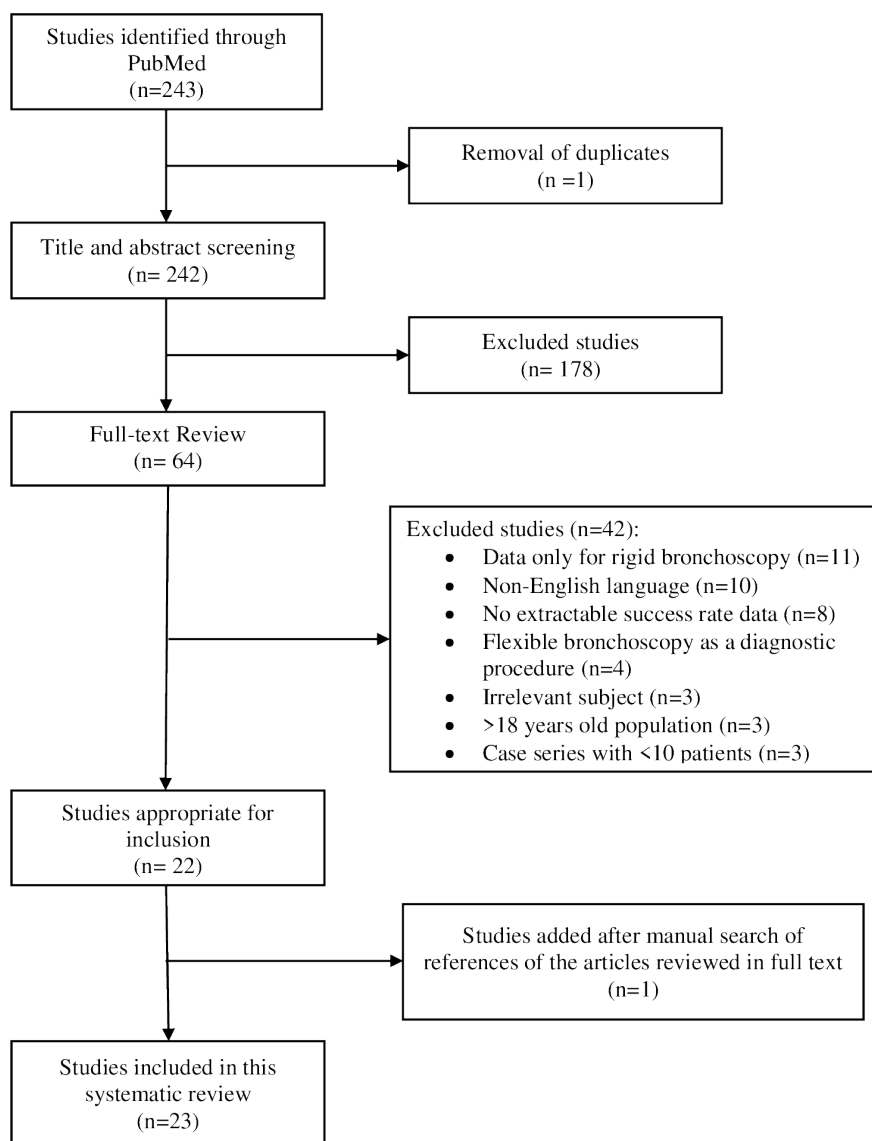 Studies identified through
PubMed
(n=243)
Removal of duplicates
(n =1)
Title and abstract screening
(n= 242)
Excluded studies
(n= 178)
Full-text Review
(n= 64)
Excluded studies (n=42):
• Data only for rigid bronchoscopy (n=11)
• Non-English language (n=10)
• No extractable success rate data (n=8)
• Flexible bronchoscopy as a diagnostic
procedure (n=4)
• Irrelevant subject (n=3)
• >18 years old population (n=3)
• Case series with <10 patients (n=3)
Studies appropriate for
inclusion
(n= 22)
Studies added after manual search of
references of the articles reviewed in full text
(n=1)
Studies included in this
systematic review
(n=23)